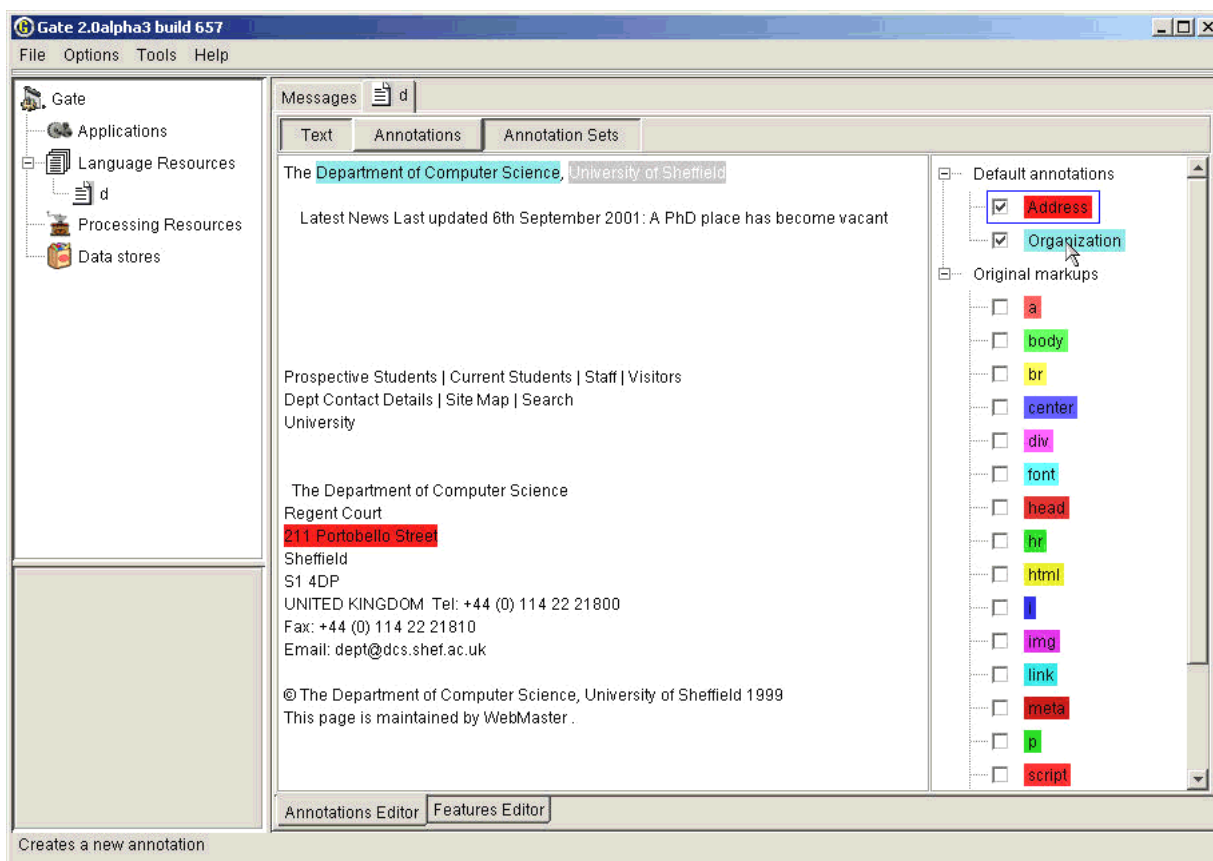 Gate 2.0alpha3 build 657
File Options Tools Help
Gate
Applications
Language Resources
d
Processing Resources
Data stores
Messages d
Text Annotations Annotation Sets
The Department of Computer Science, University of Sheffield
Latest News Last updated 6th September 2001: A PhD place has become vacant
Prospective Students | Current Students | Staff | Visitors
Dept Contact Details | Site Map | Search
University
The Department of Computer Science
Regent Court
211 Portobello Street
Sheffield
S1 4DP
UNITED KINGDOM Tel: +44 (0) 114 22 21800
Fax: +44 (0) 114 22 21810
Email: dept@dcs.shef.ac.uk
© The Department of Computer Science, University of Sheffield 1999
This page is maintained by WebMaster .
Default annotations
Address
Organization
Original markups
a
body
br
center
div
font
head
hr
html
i
img
link
meta
p
script
Annotations Editor Features Editor
Creates a new annotation